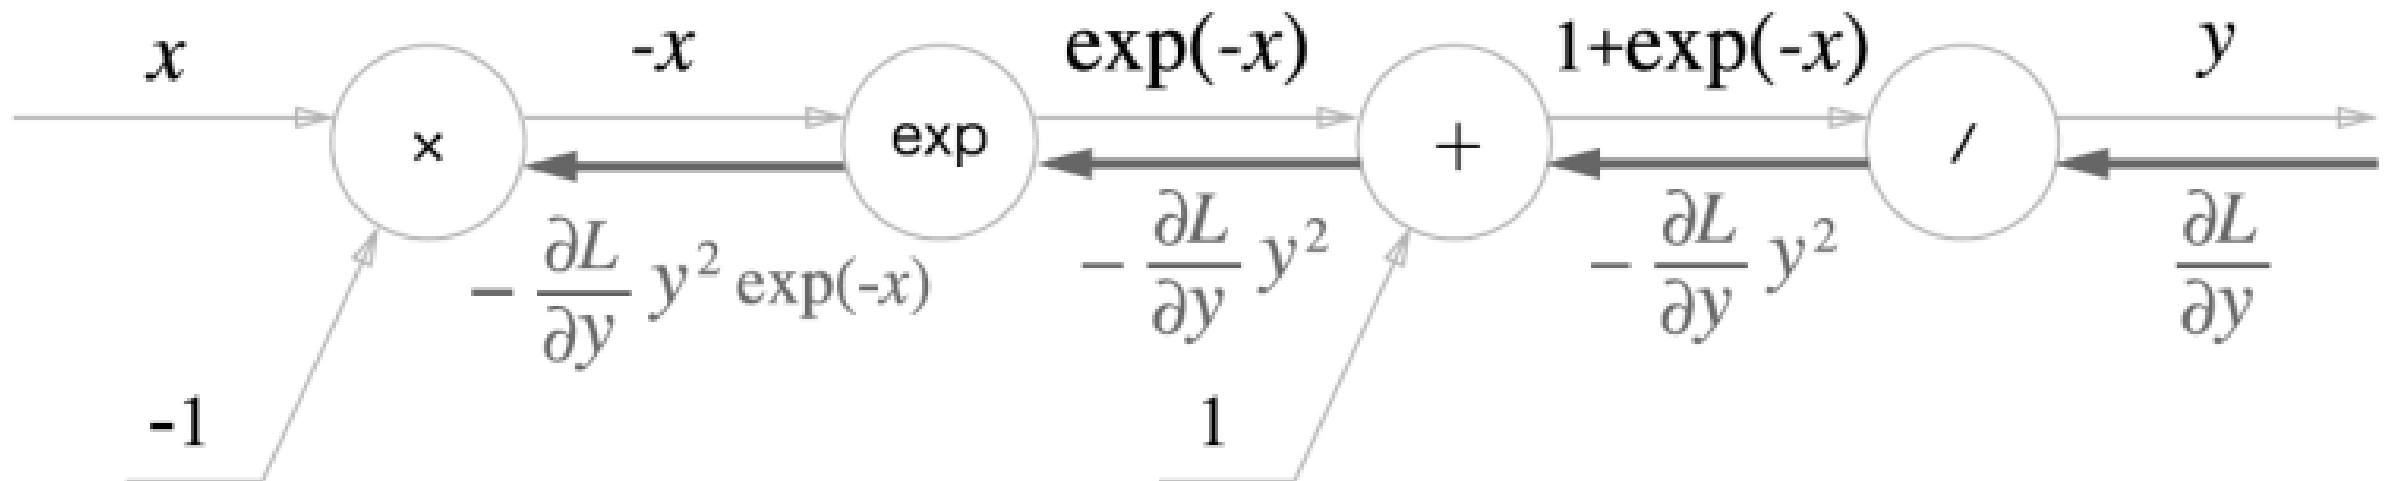 x -x exp(-x) 1+exp(-x) y
× exp + /
-∂L/∂y y² exp(-x) -∂L/∂y y² -∂L/∂y y² ∂L/∂y
-1 1